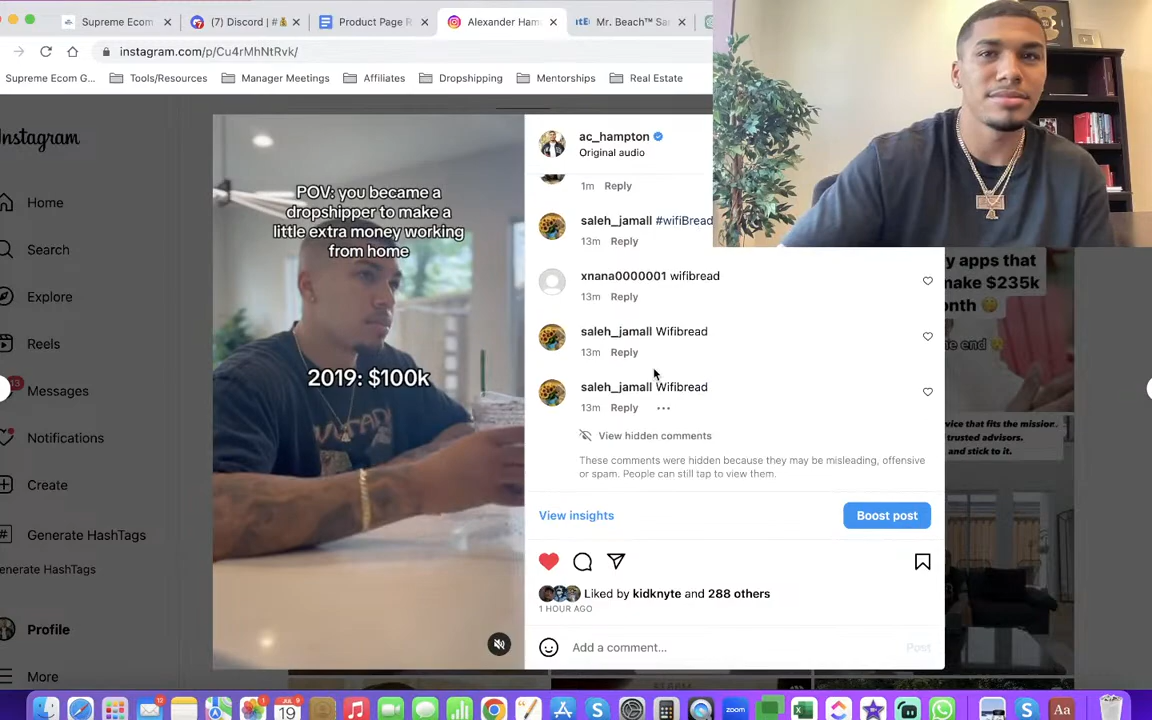 Supreme Ecom
(7) Discord | #
Product Page R
Alexander Ham
Mr. Beach™ Sa
instagram.com/p/Cu4rMhNtRvk/
Supreme Ecom G...
Tools/Resources
Manager Meetings
Affiliates
Dropshipping
Mentorships
Real Estate
Instagram
Home
Search
Explore
Reels
13
Messages
Notifications
Create
Generate HashTags
enerate HashTags
Profile
More
POV: you became a
dropshipper to make a
little extra money working
from home
2019: $100k
ac_hampton
Original audio
1m Reply
saleh_jamall #wifiBread
13m Reply
xnana0000001 wifibread
13m Reply
saleh_jamall Wifibread
13m Reply
saleh_jamall Wifibread
13m Reply
View hidden comments
These comments were hidden because they may be misleading, offensive
or spam. People can still tap to view them.
View insights
Boost post
Liked by kidknyte and 288 others
1 HOUR AGO
Add a comment...
Post
y apps that
ake $235k
onth
e end
vice that fits the mission.
trusted advisors.
and stick to it.
JUL
19
zoom
Aa